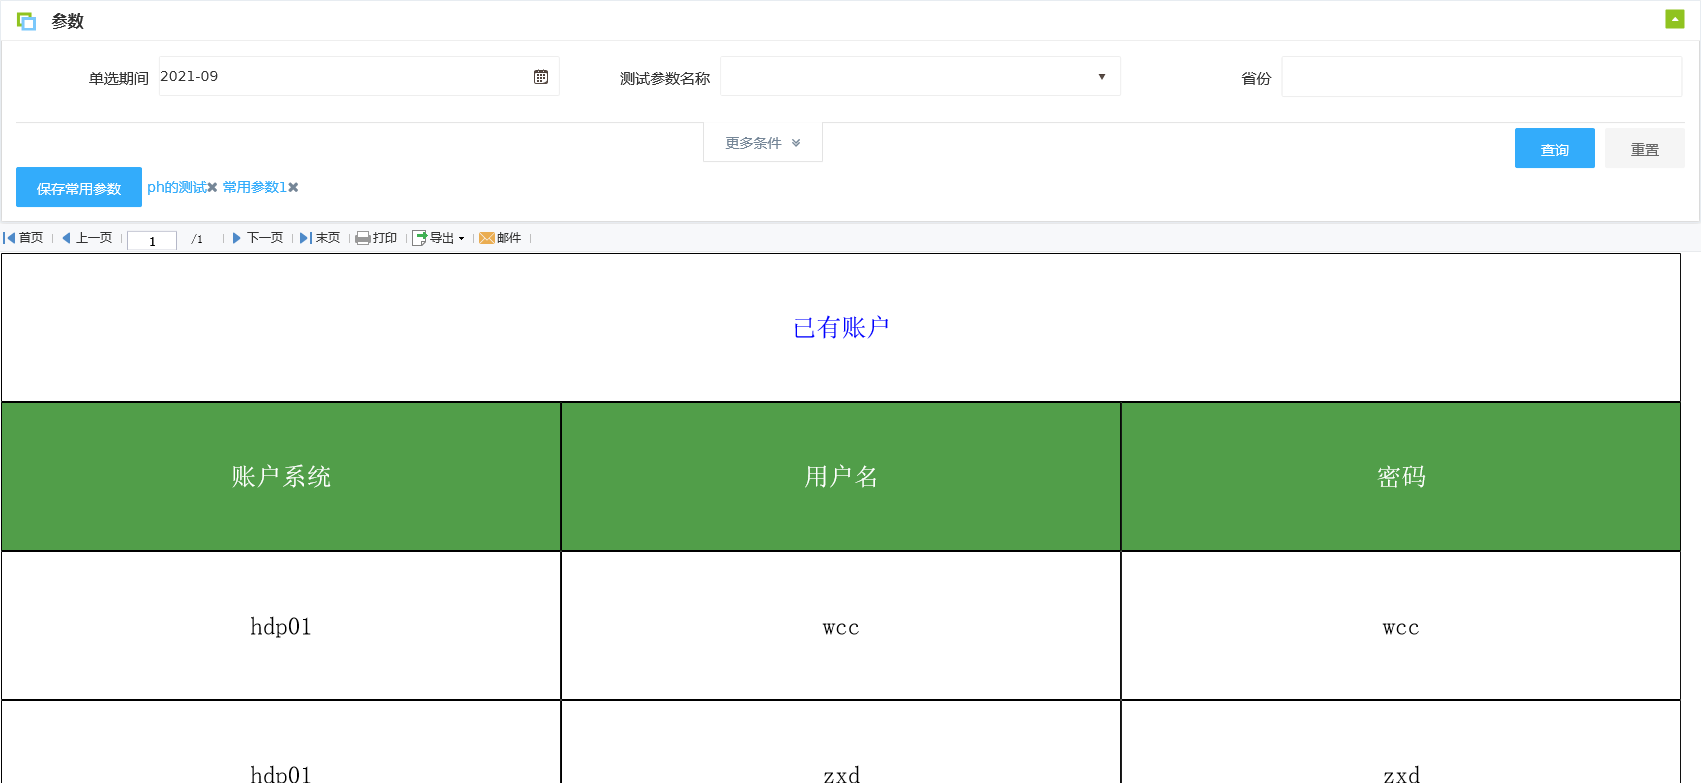 参数
单选期间 2021-09 测试参数名称 省份
更多条件 查询 重置
保存常用参数 ph的测试 常用参数1
首页 上一页 1 /1 下一页 末页 打印 导出 邮件
已有账户
账户系统 用户名 密码
hdp01 wcc wcc
hdp01 zxd zxd